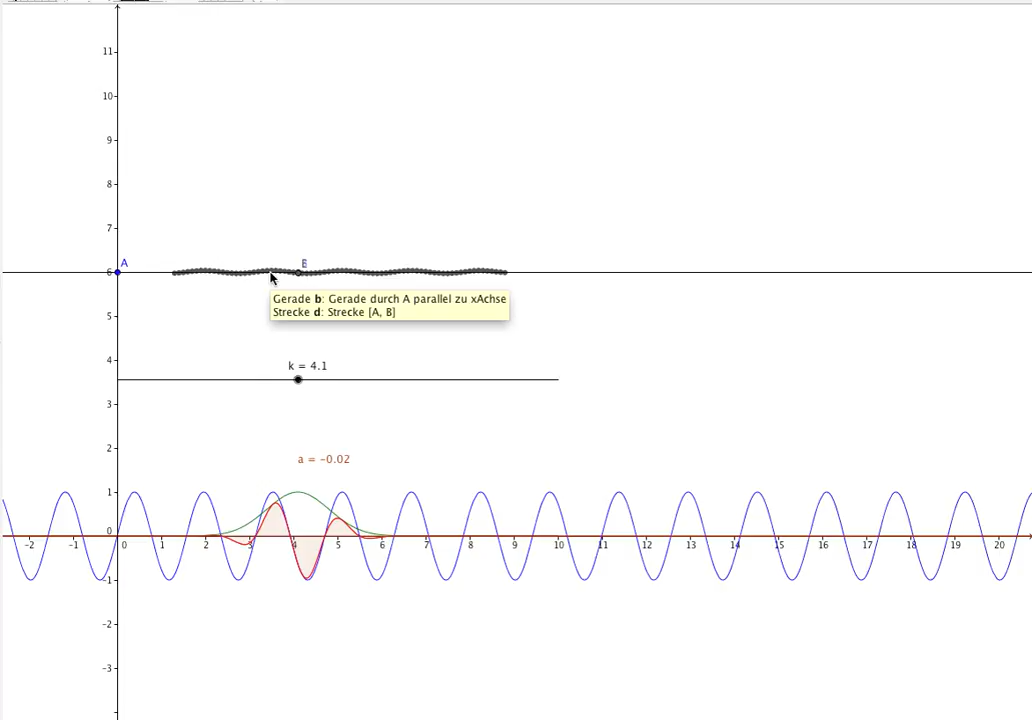 11
10
9
8
7
A
B
6
Gerade b: Gerade durch A parallel zu xAchse
Strecke d: Strecke [A, B]
5
4
k = 4.1
3
2
a = −0.02
1
0
−2 −1 0 1 2 3 4 5 6 7 8 9 10 11 12 13 14 15 16 17 18 19 20
−1
−2
−3